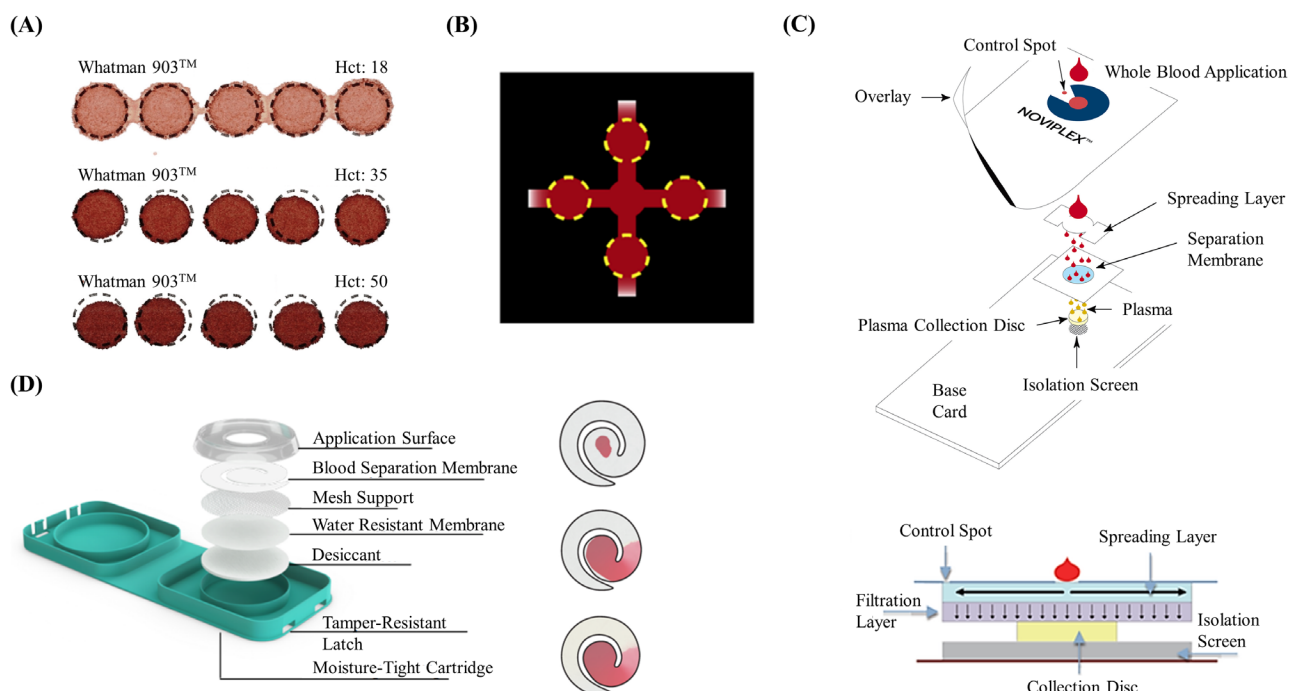 (A)
Whatman 903™ Hct: 18
Whatman 903™ Hct: 35
Whatman 903™ Hct: 50
(B)
(C)
Control Spot
Whole Blood Application
Overlay
NOVIPLEX™
Spreading Layer
Separation
Membrane
Plasma
Plasma Collection Disc
Isolation Screen
Base
Card
Control Spot
Spreading Layer
Filtration
Layer
Isolation
Screen
Collection Disc
(D)
Application Surface
Blood Separation Membrane
Mesh Support
Water Resistant Membrane
Desiccant
Tamper-Resistant
Latch
Moisture-Tight Cartridge